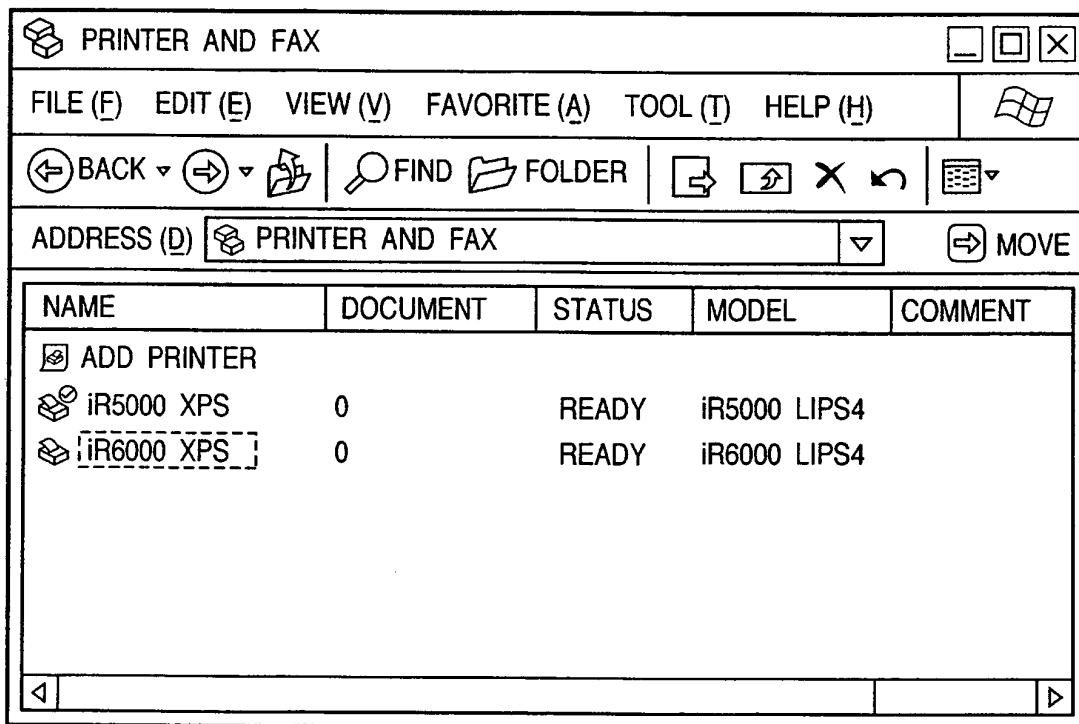 PRINTER AND FAX
FILE (F) EDIT (E) VIEW (V) FAVORITE (A) TOOL (T) HELP (H)
BACK FIND FOLDER
ADDRESS (D) PRINTER AND FAX MOVE
NAME DOCUMENT STATUS MODEL COMMENT
ADD PRINTER
iR5000 XPS 0 READY iR5000 LIPS4
iR6000 XPS 0 READY iR6000 LIPS4